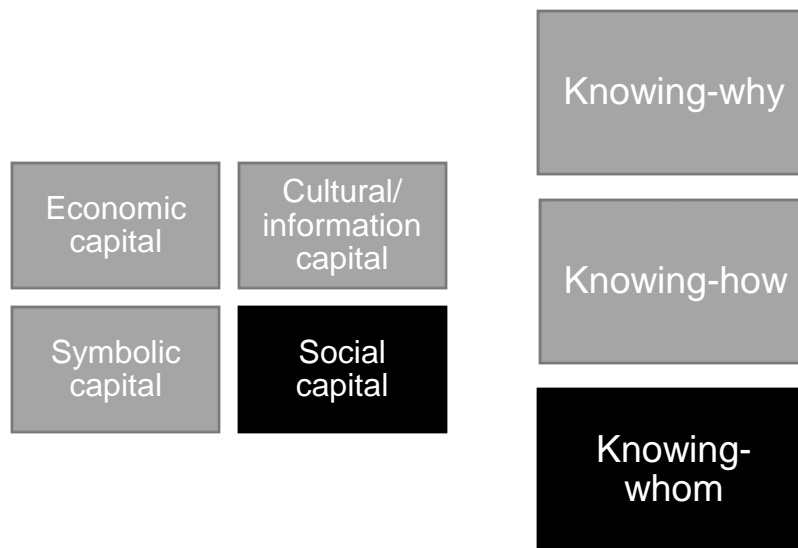 Economic
capital
Cultural/
information
capital
Symbolic
capital
Social
capital
Knowing-why
Knowing-how
Knowing-
whom